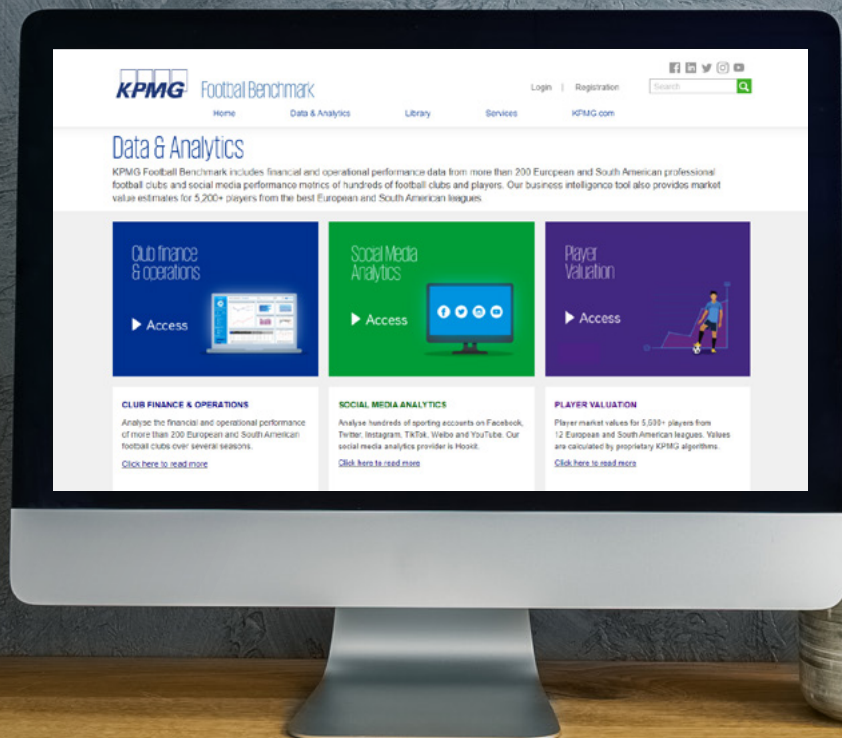 KPMG Football Benchmark
Login | Registration
Search
Home Data & Analytics Library Services KPMG.com
Data & Analytics
KPMG Football Benchmark includes financial and operational performance data from more than 200 European and South American professional
football clubs and social media performance metrics of hundreds of football clubs and players. Our business intelligence tool also provides market
value estimates for 5,200+ players from the best European and South American leagues.
Club finance
& operations
Access
Social Media
Analytics
Access
Player
Valuation
Access
CLUB FINANCE & OPERATIONS
Analyse the financial and operational performance
of more than 200 European and South American
football clubs over several seasons.
Click here to read more
SOCIAL MEDIA ANALYTICS
Analyse hundreds of sporting accounts on Facebook,
Twitter, Instagram, TikTok, Weibo and YouTube. Our
social media analytics provider is Hookit.
Click here to read more
PLAYER VALUATION
Player market values for 5,600+ players from
12 European and South American leagues. Values
are calculated by proprietary KPMG algorithms.
Click here to read more